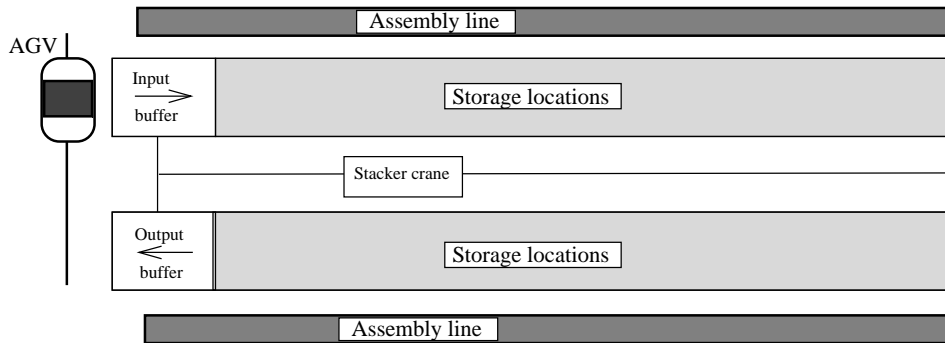 Assembly line
AGV
Input
buffer
Storage locations
Stacker crane
Output
buffer
Storage locations
Assembly line